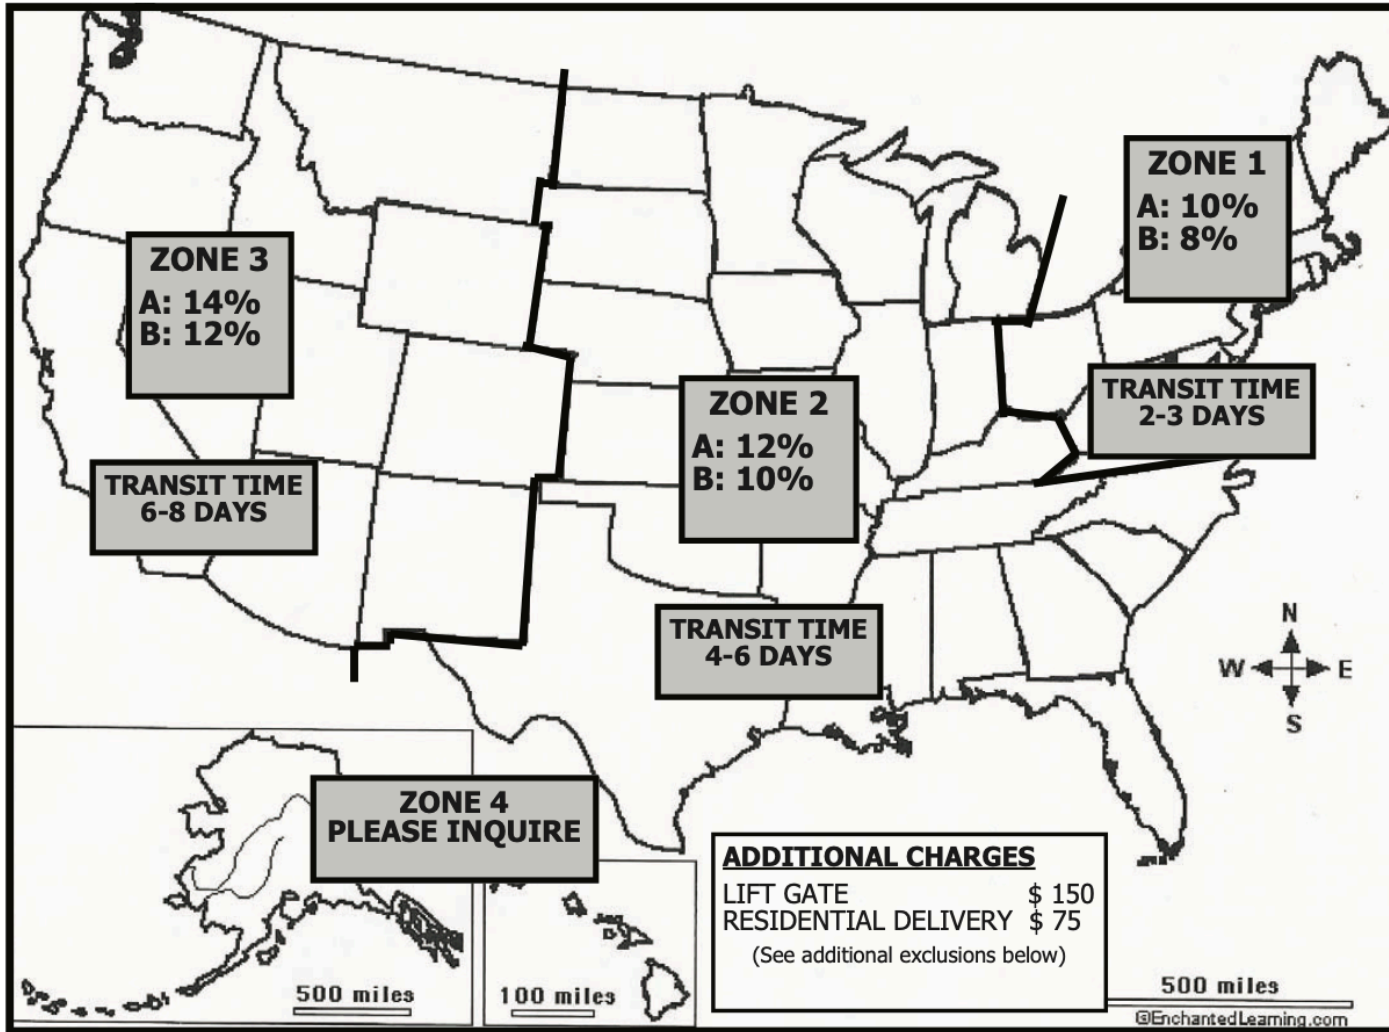 ZONE 1
A: 10%
B: 8%
ZONE 3
A: 14%
B: 12%
TRANSIT TIME
2-3 DAYS
ZONE 2
A: 12%
B: 10%
TRANSIT TIME
6-8 DAYS
TRANSIT TIME
4-6 DAYS
N
W E
S
ZONE 4
PLEASE INQUIRE
ADDITIONAL CHARGES
LIFT GATE $ 150
RESIDENTIAL DELIVERY $ 75
(See additional exclusions below)
500 miles
100 miles
500 miles
©EnchantedLearning.com